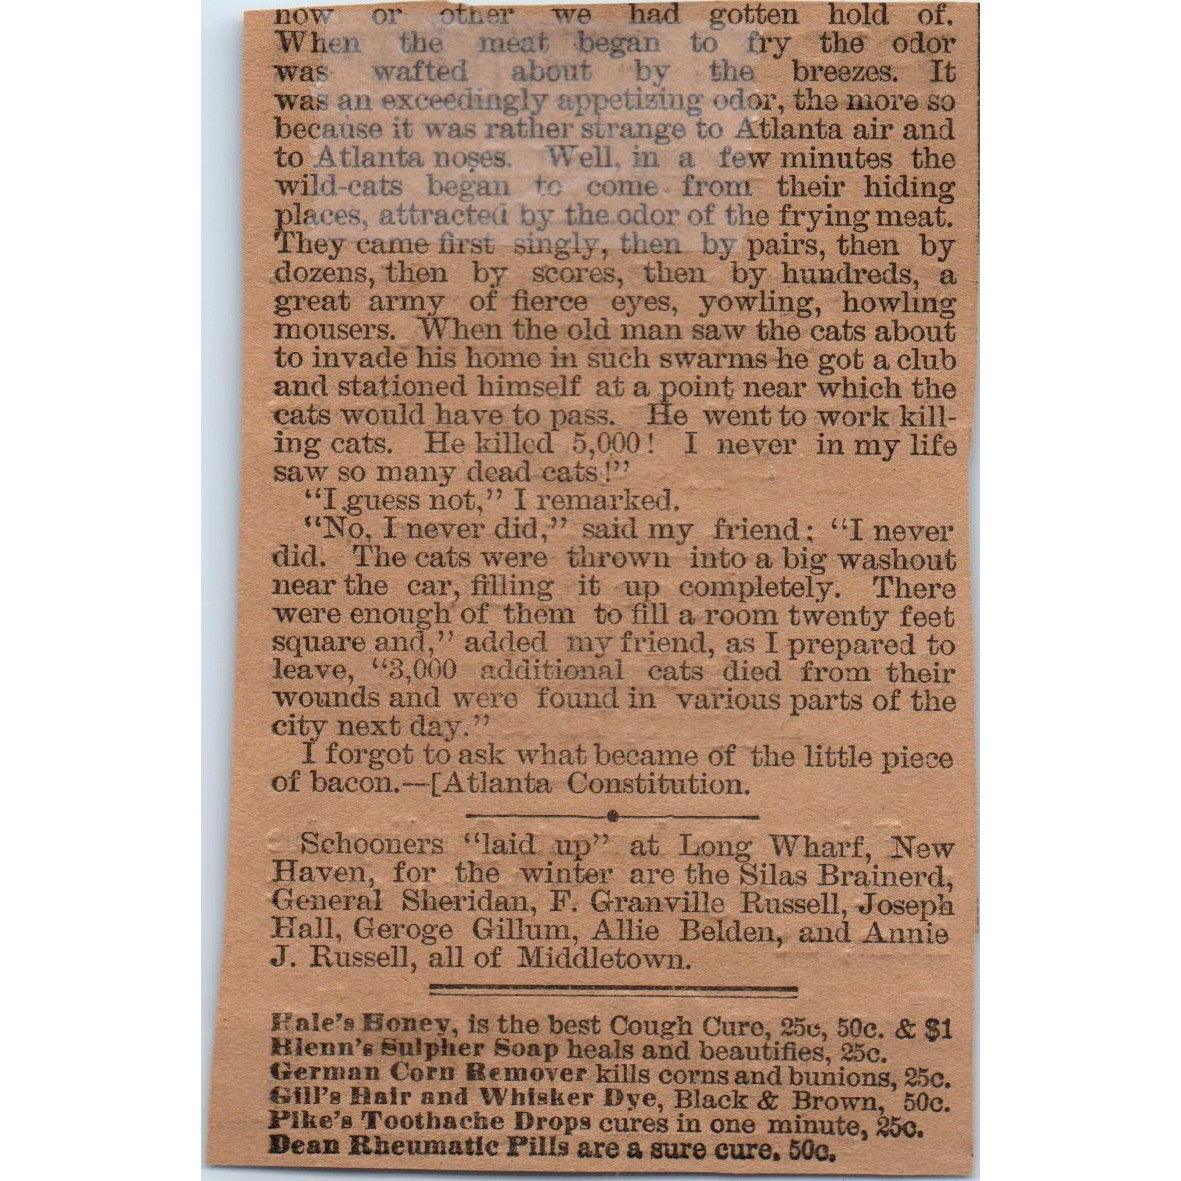 now or other we had gotten hold of.
When the meat began to fry the odor
was wafted about by the breezes. It
was an exceedingly appetizing odor, the more so
because it was rather strange to Atlanta air and
to Atlanta noses. Well, in a few minutes the
wild-cats began to come from their hiding
places, attracted by the odor of the frying meat.
They came first singly, then by pairs, then by
dozens, then by scores, then by hundreds, a
great army of fierce eyes, yowling, howling
mousers. When the old man saw the cats about
to invade his home in such swarms he got a club
and stationed himself at a point near which the
cats would have to pass. He went to work kill-
ing cats. He killed 5,000! I never in my life
saw so many dead cats!"
"I guess not," I remarked.
"No, I never did," said my friend; "I never
did. The cats were thrown into a big washout
near the car, filling it up completely. There
were enough of them to fill a room twenty feet
square and," added my friend, as I prepared to
leave, "3,000 additional cats died from their
wounds and were found in various parts of the
city next day."
I forgot to ask what became of the little piece
of bacon.—[Atlanta Constitution.
Schooners "laid up" at Long Wharf, New
Haven, for the winter are the Silas Brainerd,
General Sheridan, F. Granville Russell, Joseph
Hall, Geroge Gillum, Allie Belden, and Annie
J. Russell, all of Middletown.
Hale's Honey, is the best Cough Cure, 25c, 50c. & $1
Hlenn's Sulpher Soap heals and beautifies, 25c.
German Corn Remover kills corns and bunions, 25c.
Gill's Hair and Whisker Dye, Black & Brown, 50c.
Pike's Toothache Drops cures in one minute, 25c.
Dean Rheumatic Pills are a sure cure. 50c.